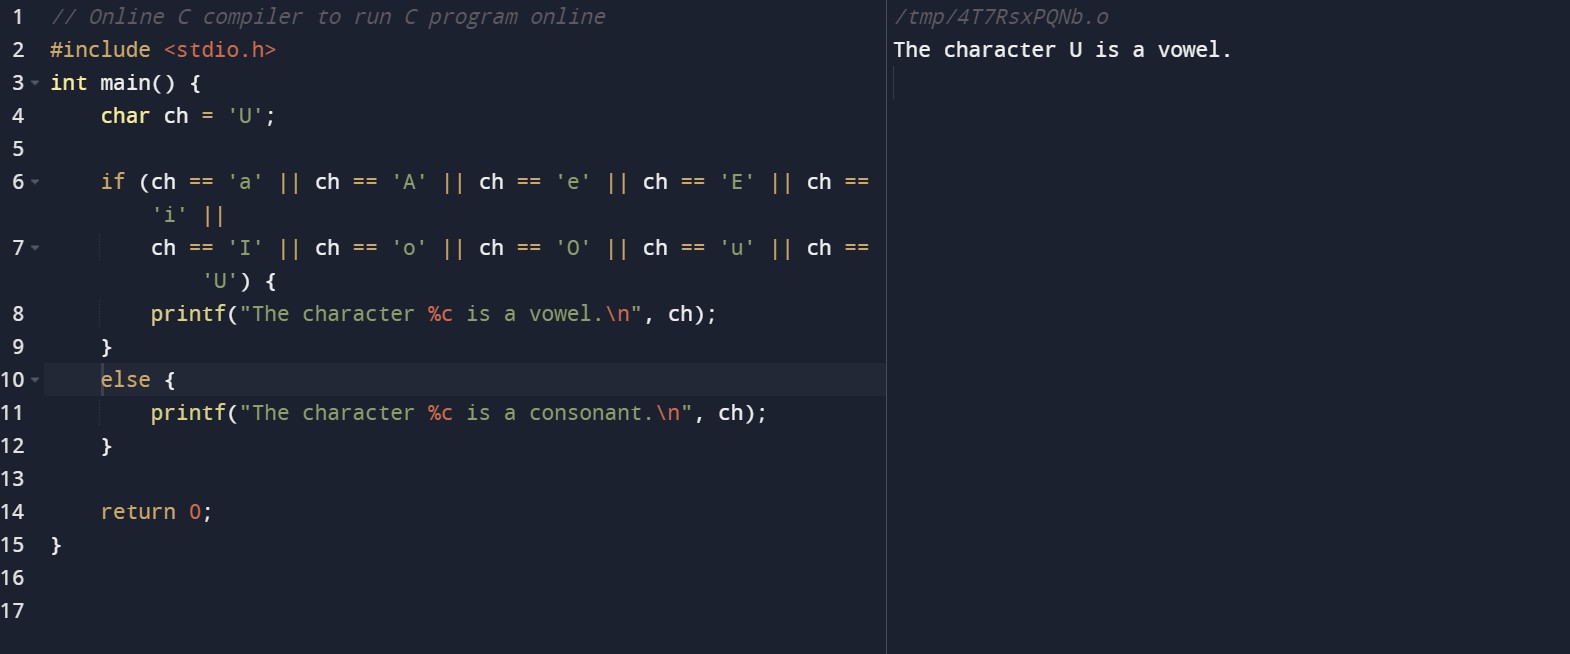 1 // Online C compiler to run C program online
2 #include <stdio.h>
3 int main() {
4     char ch = 'U';
5
6     if (ch == 'a' || ch == 'A' || ch == 'e' || ch == 'E' || ch ==
        'i' ||
7         ch == 'I' || ch == 'o' || ch == 'O' || ch == 'u' || ch ==
            'U') {
8         printf("The character %c is a vowel.\n", ch);
9     }
10     else {
11         printf("The character %c is a consonant.\n", ch);
12     }
13
14     return 0;
15 }
16
17
/tmp/4T7RsxPQNb.o
The character U is a vowel.